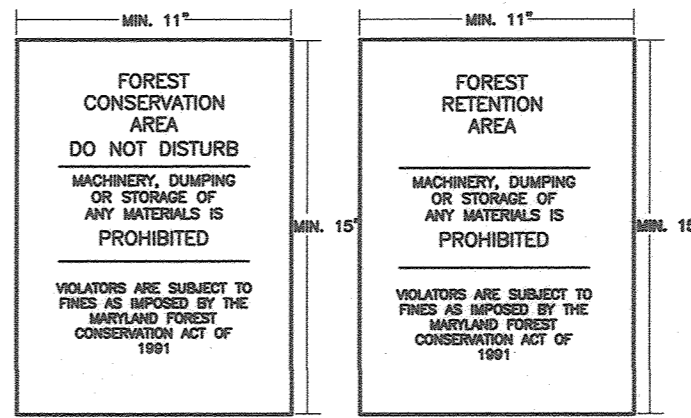 MIN. 11"
FOREST
CONSERVATION
AREA
DO NOT DISTURB
MACHINERY, DUMPING
OR STORAGE OF
ANY MATERIALS IS
PROHIBITED
VIOLATORS ARE SUBJECT TO
FINES AS IMPOSED BY THE
MARYLAND FOREST
CONSERVATION ACT OF
1991
MIN. 15"
MIN. 11"
FOREST
RETENTION
AREA
MACHINERY, DUMPING
OR STORAGE OF
ANY MATERIALS IS
PROHIBITED
VIOLATORS ARE SUBJECT TO
FINES AS IMPOSED BY THE
MARYLAND FOREST
CONSERVATION ACT OF
1991
MIN. 15